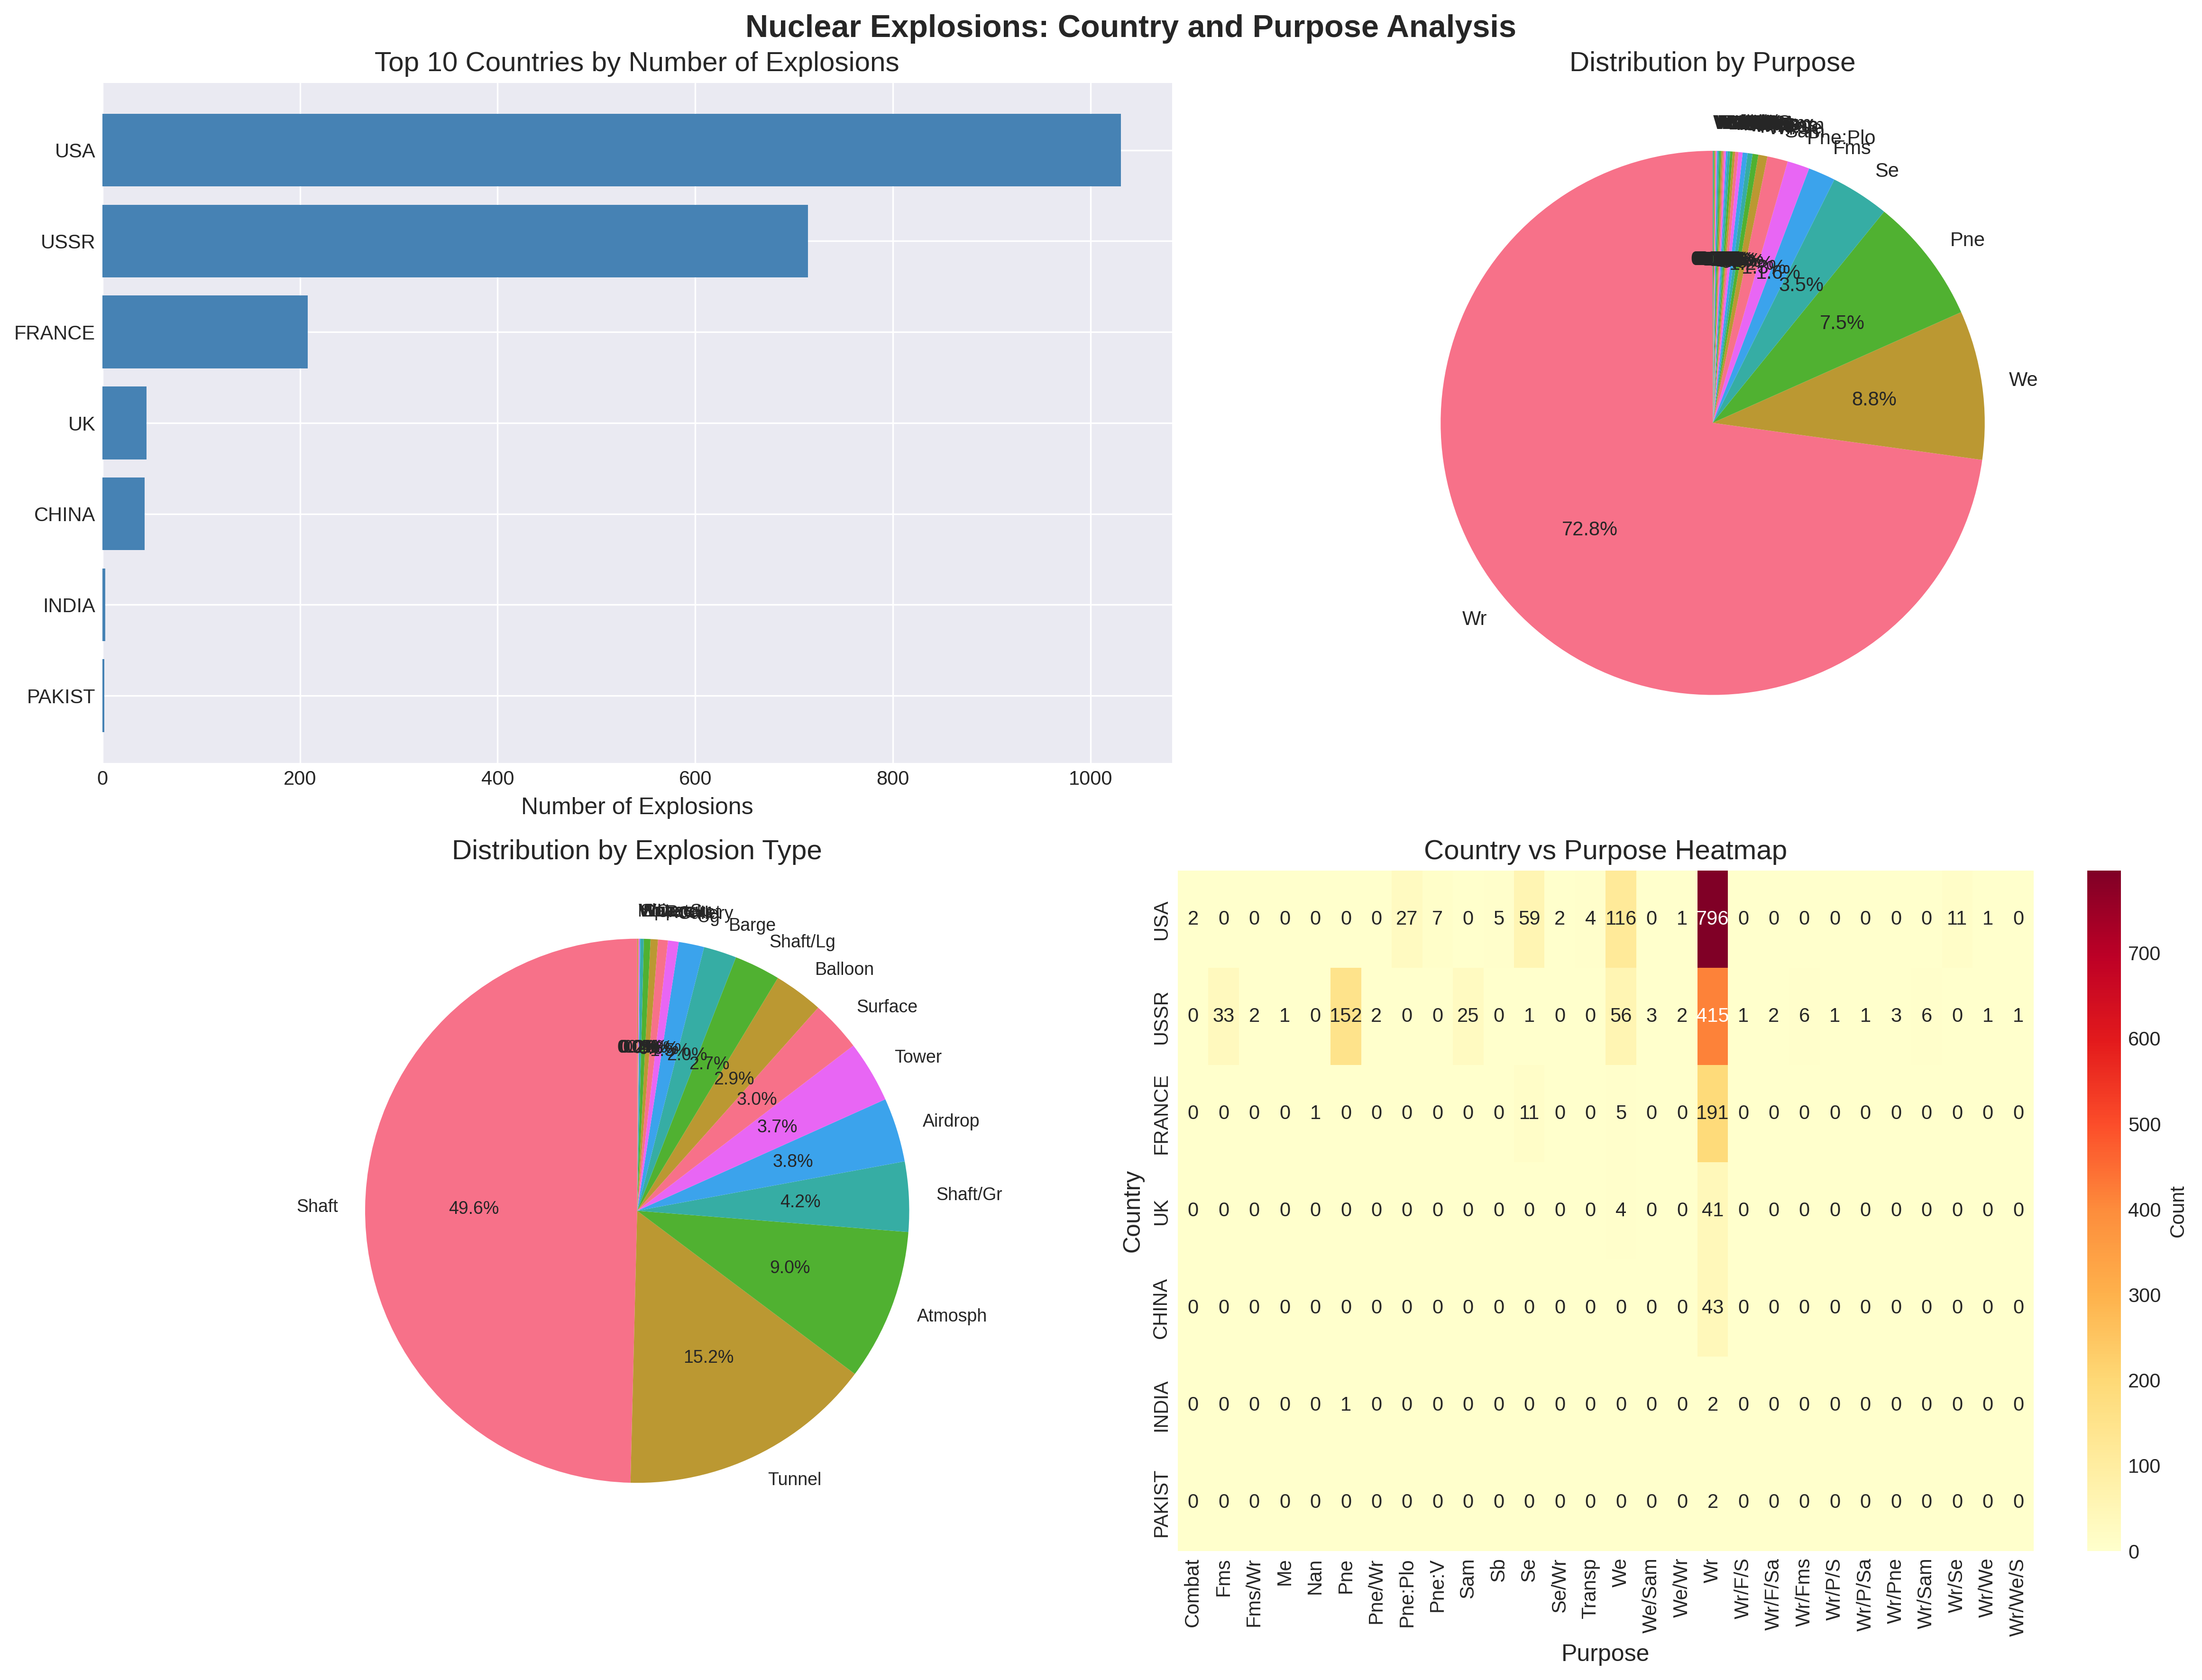 Nuclear Explosions: Country and Purpose Analysis
Top 10 Countries by Number of Explosions
USA
USSR
FRANCE
UK
CHINA
INDIA
PAKIST
0 200 400 600 800 1000
Number of Explosions
Distribution by Purpose
Pne:Plo
Fms
Se
Pne
We
Wr
1.6%
3.5%
7.5%
8.8%
72.8%
Distribution by Explosion Type
Barge
Shaft/Lg
Balloon
Surface
Tower
Airdrop
Shaft/Gr
Atmosph
Tunnel
Shaft
2.0%
2.7%
2.9%
3.0%
3.7%
3.8%
4.2%
9.0%
15.2%
49.6%
Country vs Purpose Heatmap
Country
USA 2 0 0 0 0 0 0 27 7 0 5 59 2 4 116 0 1 796 0 0 0 0 0 0 0 11 1 0
USSR 0 33 2 1 0 152 2 0 0 25 0 1 0 0 56 3 2 415 1 2 6 1 1 3 6 0 1 1
FRANCE 0 0 0 0 1 0 0 0 0 0 0 11 0 0 5 0 0 191 0 0 0 0 0 0 0 0 0 0
UK 0 0 0 0 0 0 0 0 0 0 0 0 0 0 4 0 0 41 0 0 0 0 0 0 0 0 0 0
CHINA 0 0 0 0 0 0 0 0 0 0 0 0 0 0 0 0 0 43 0 0 0 0 0 0 0 0 0 0
INDIA 0 0 0 0 0 1 0 0 0 0 0 0 0 0 0 0 0 2 0 0 0 0 0 0 0 0 0 0
PAKIST 0 0 0 0 0 0 0 0 0 0 0 0 0 0 0 0 0 2 0 0 0 0 0 0 0 0 0 0
Combat Fms Fms/Wr Me Nan Pne Pne/Wr Pne:Plo Pne:V Sam Sb Se Se/Wr Transp We We/Sam We/Wr Wr Wr/F/S Wr/F/Sa Wr/Fms Wr/P/S Wr/P/Sa Wr/Pne Wr/Sam Wr/Se Wr/We Wr/We/S
Purpose
700
600
500
400
300
200
100
0
Count